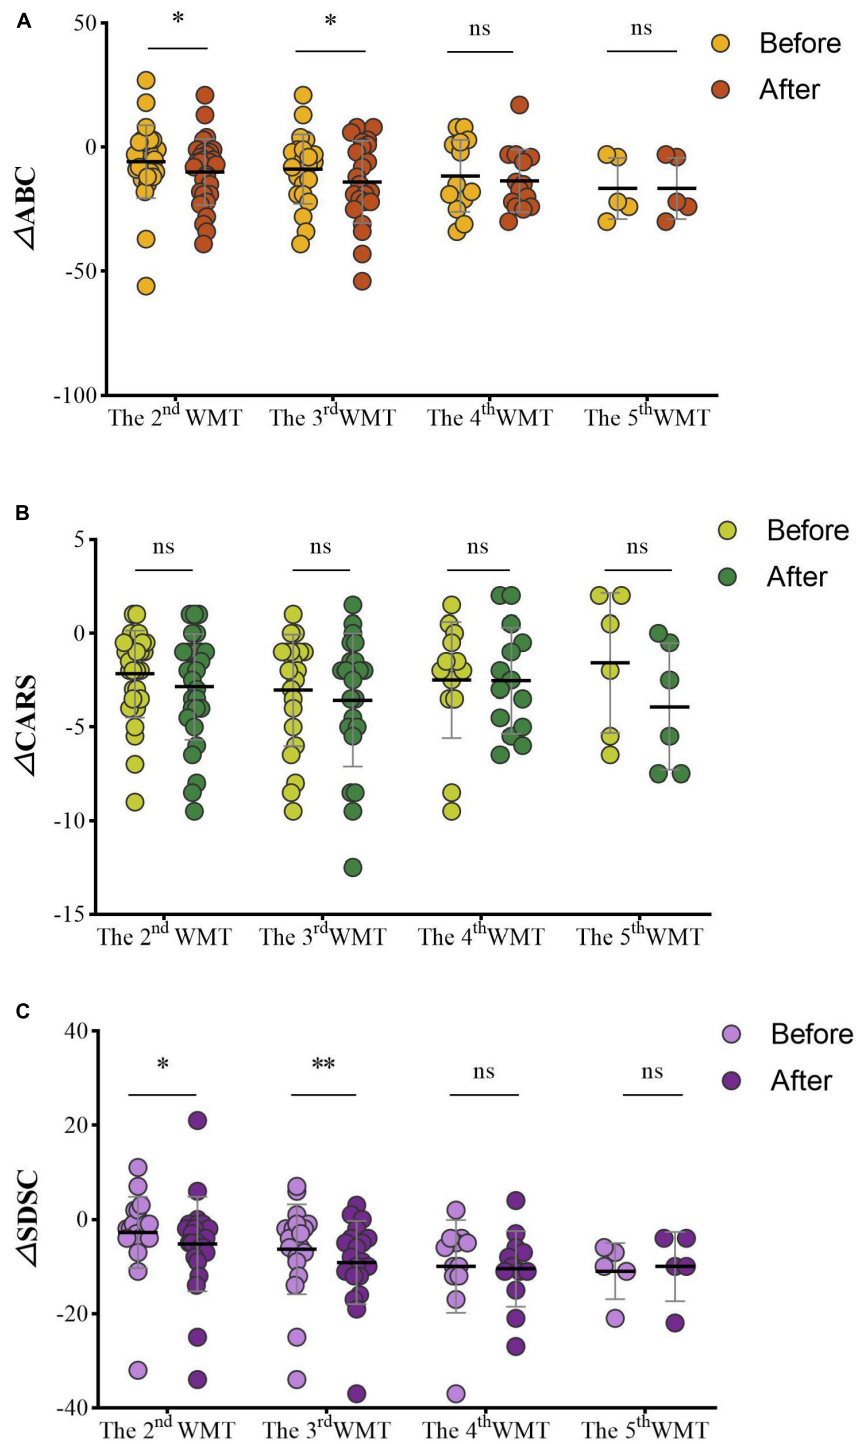 A
50
0
-50
-100
ΔABC
* * ns ns
Before
After
The 2nd WMT The 3rdWMT The 4thWMT The 5thWMT
B
5
0
-5
-10
-15
ΔCARS
ns ns ns ns
Before
After
The 2nd WMT The 3rdWMT The 4thWMT The 5thWMT
C
40
20
0
-20
-40
ΔSDSC
* ** ns ns
Before
After
The 2nd WMT The 3rdWMT The 4thWMT The 5thWMT